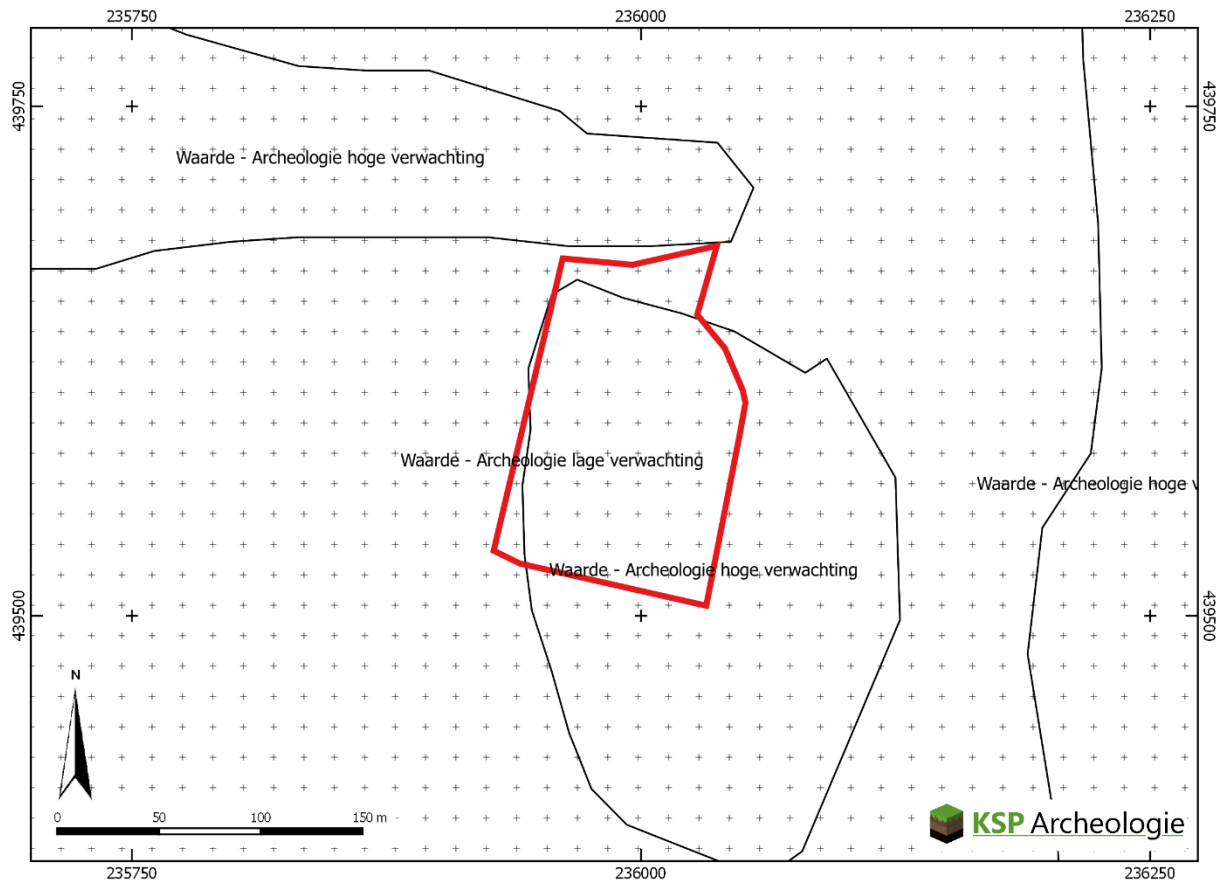 235750 236000 236250
439750 439750
Waarde - Archeologie hoge verwachting
Waarde - Archeologie lage verwachting
Waarde - Archeologie hoge v
Waarde - Archeologie hoge verwachting
439500 439500
N
0 50 100 150 m
KSP Archeologie
235750 236000 236250